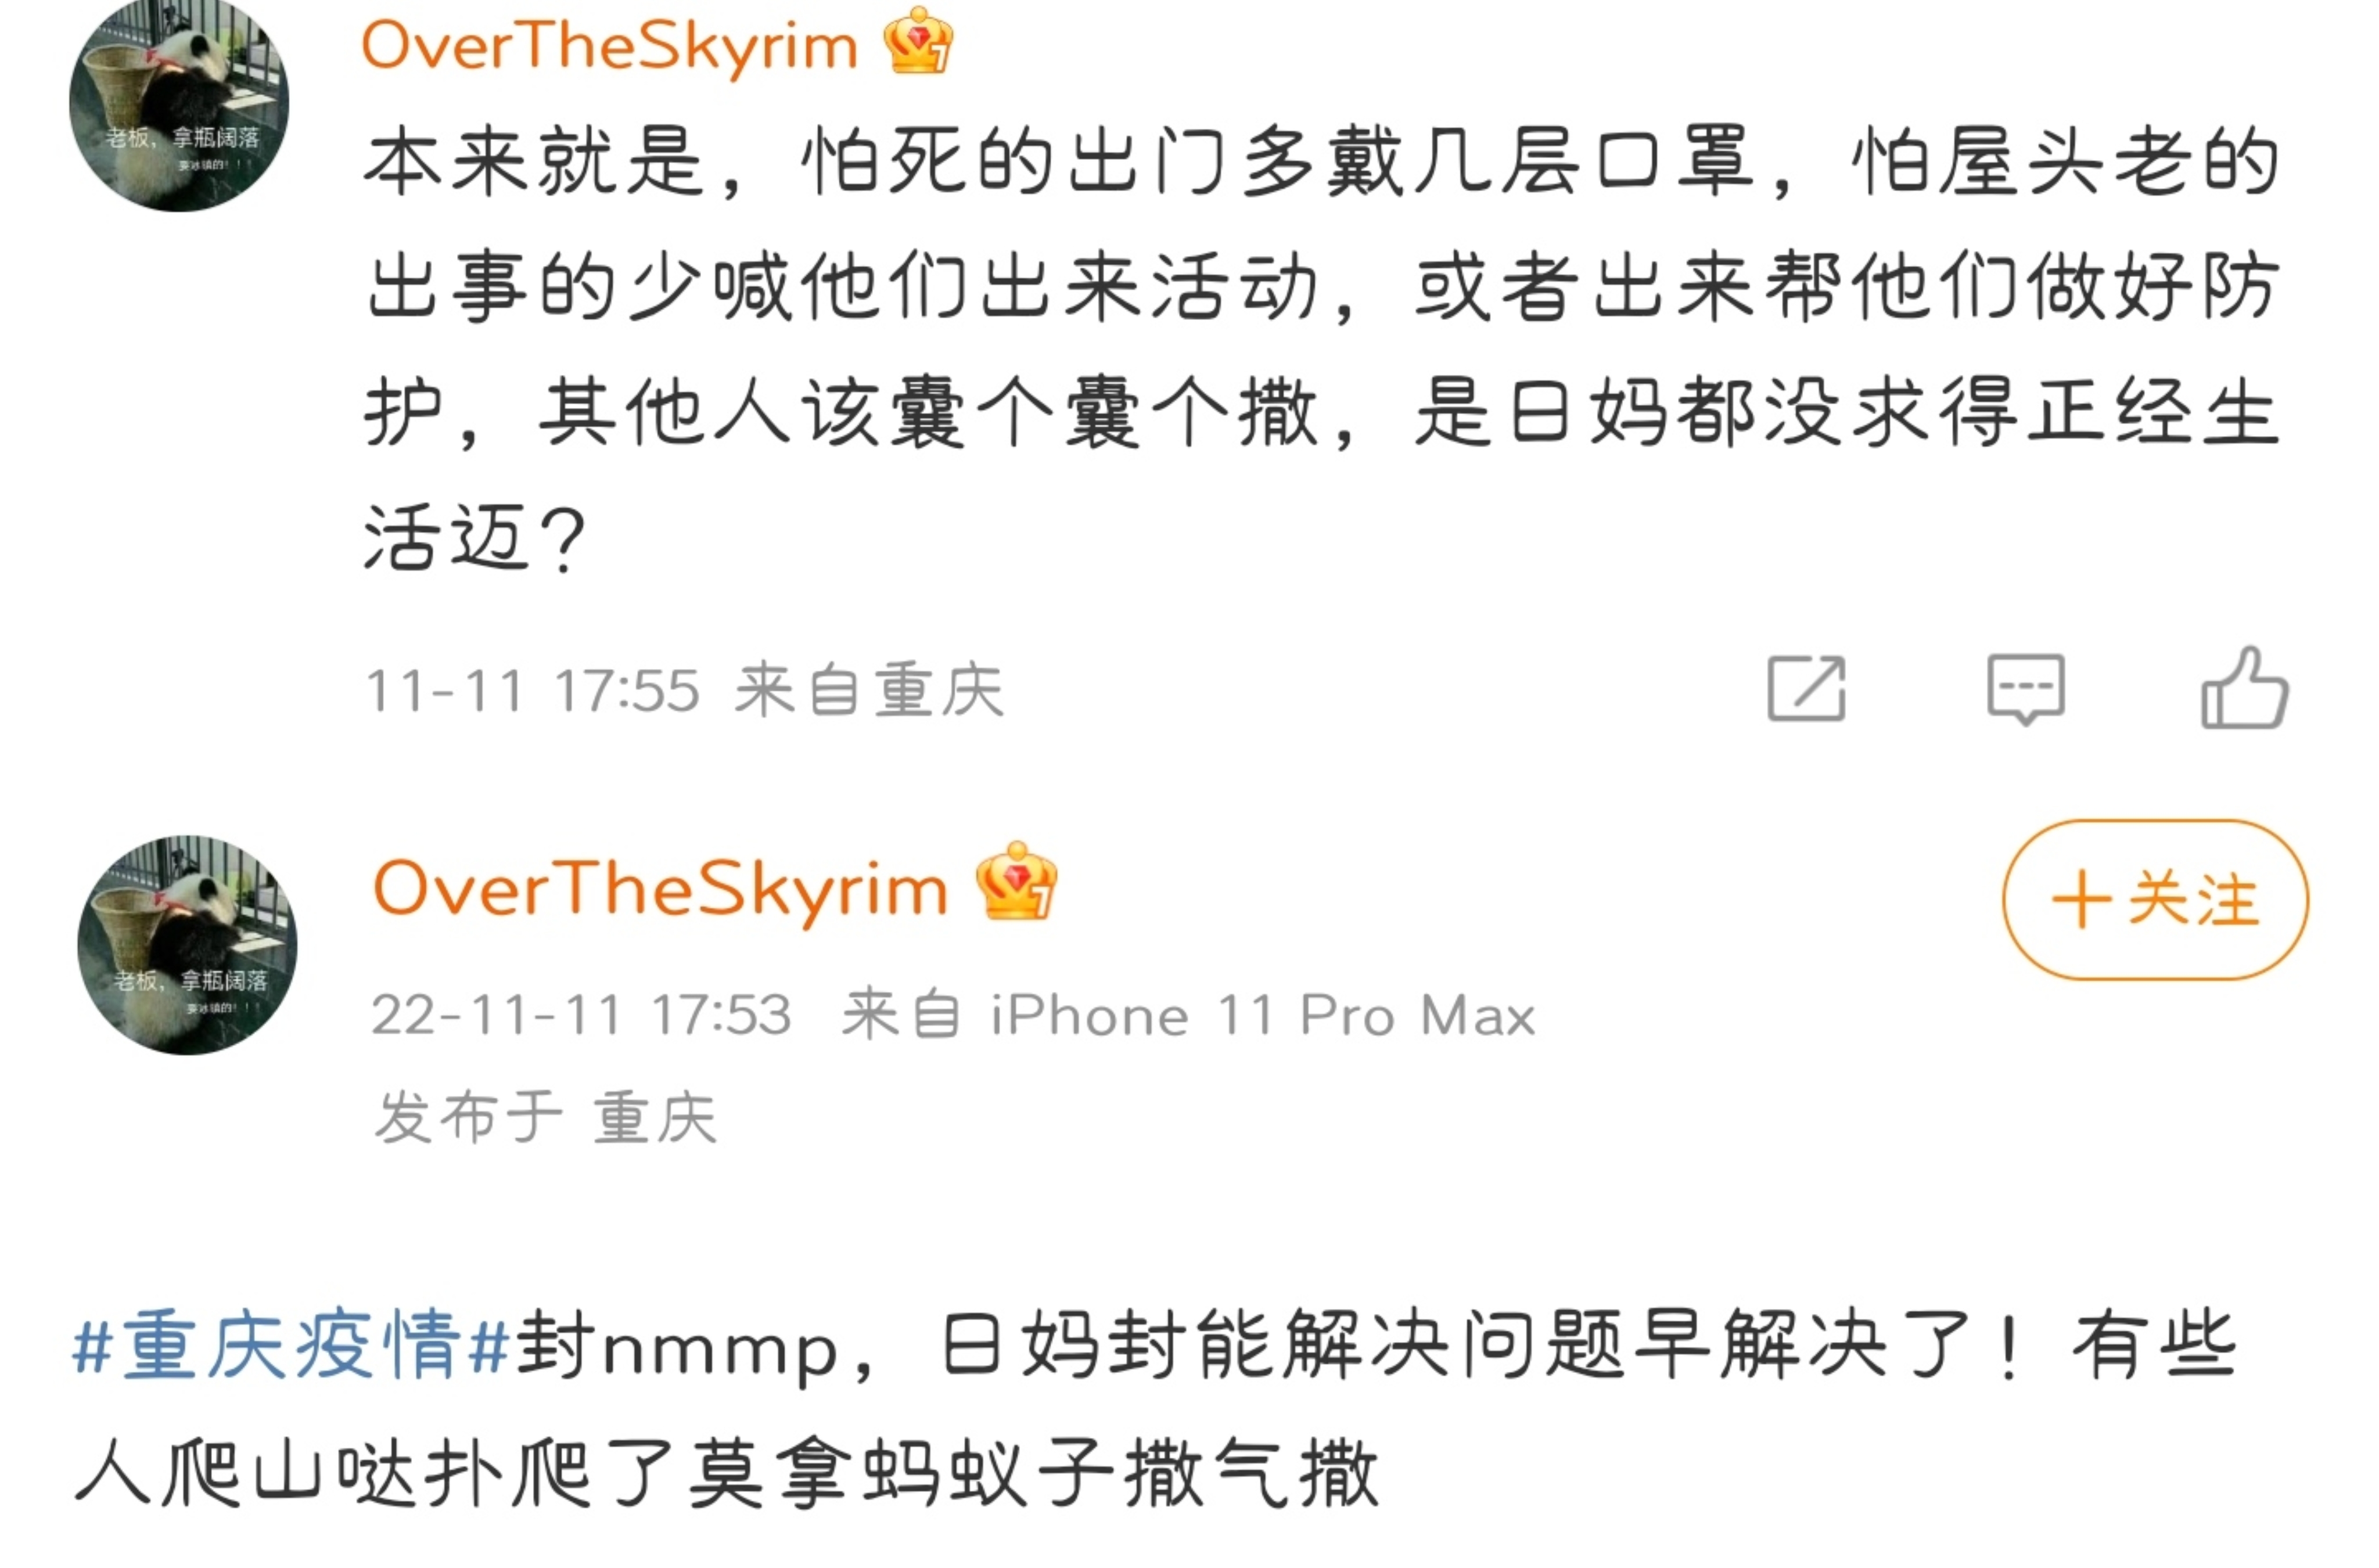 OverTheSkyrim
7
老板，拿瓶阔落
要冰镇的！！！
本来就是，怕死的出门多戴几层口罩，怕屋头老的
出事的少喊他们出来活动，或者出来帮他们做好防
护，其他人该囊个囊个撒，是日妈都没求得正经生
活迈？
11-11 17:55 来自重庆
OverTheSkyrim
7
+关注
老板，拿瓶阔落
要冰镇的！！！
22-11-11 17:53 来自 iPhone 11 Pro Max
发布于 重庆
#重庆疫情#封nmmp，日妈封能解决问题早解决了！有些
人爬山哒扑爬了莫拿蚂蚁子撒气撒